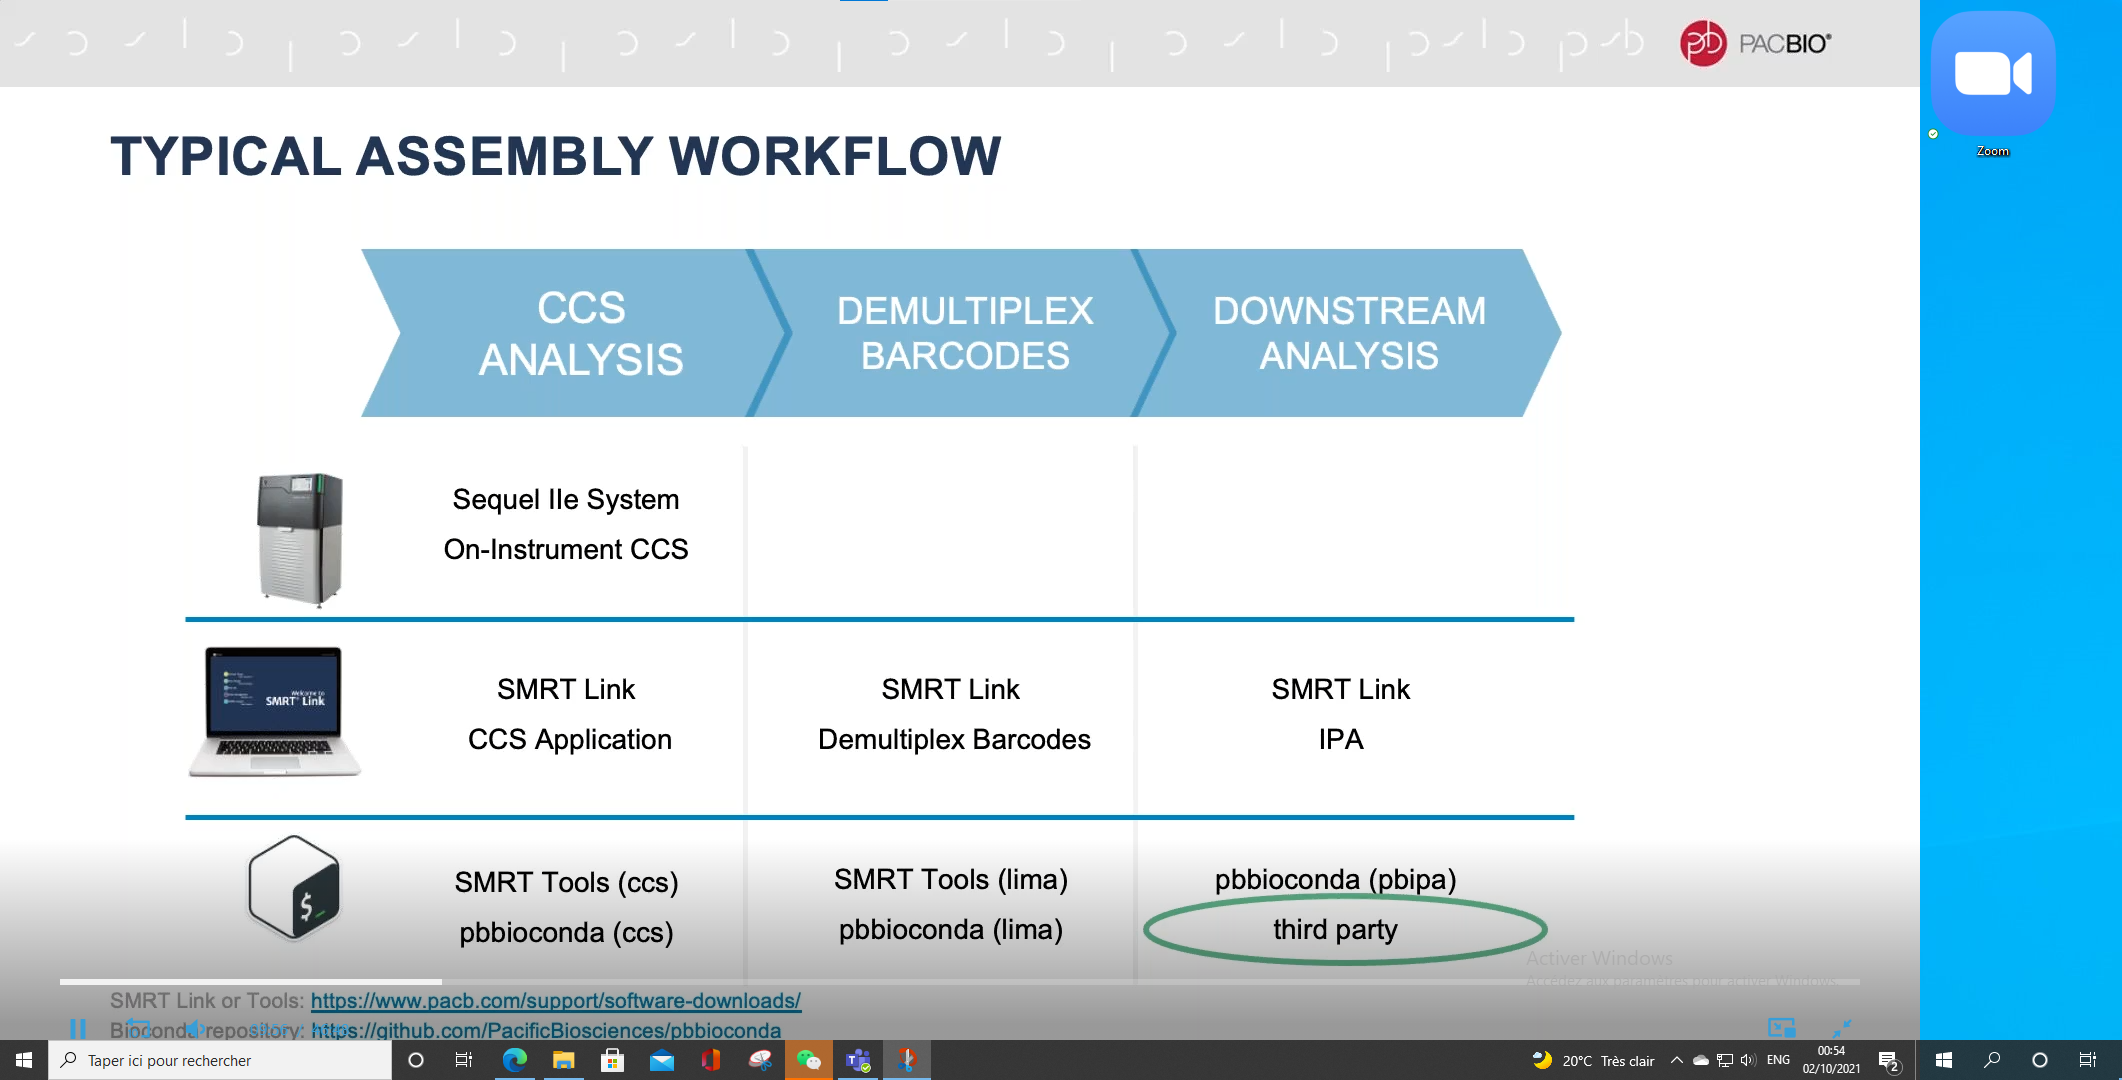 PACBIO®
Zoom
TYPICAL ASSEMBLY WORKFLOW
CCS
ANALYSIS
DEMULTIPLEX
BARCODES
DOWNSTREAM
ANALYSIS
Sequel IIe System
On-Instrument CCS
Welcome to
SMRT Link
SMRT Link
CCS Application
SMRT Link
Demultiplex Barcodes
SMRT Link
IPA
SMRT Tools (ccs)
pbbioconda (ccs)
SMRT Tools (lima)
pbbioconda (lima)
pbbioconda (pbipa)
third party
Activer Windows
Accédez aux paramètres pour activer Windows.
SMRT Link or Tools: https://www.pacb.com/support/software-downloads/
Bioconda repository: https://github.com/PacificBiosciences/pbbioconda
Taper ici pour rechercher
20°C Très clair
ENG
00:54
02/10/2021
2